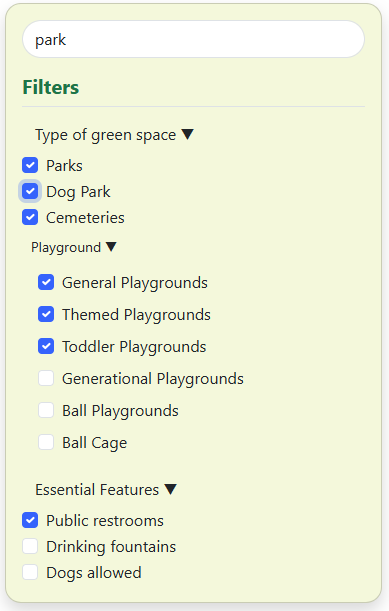 park
Filters
Type of green space ▼
Parks
Dog Park
Cemeteries
Playground ▼
General Playgrounds
Themed Playgrounds
Toddler Playgrounds
Generational Playgrounds
Ball Playgrounds
Ball Cage
Essential Features ▼
Public restrooms
Drinking fountains
Dogs allowed